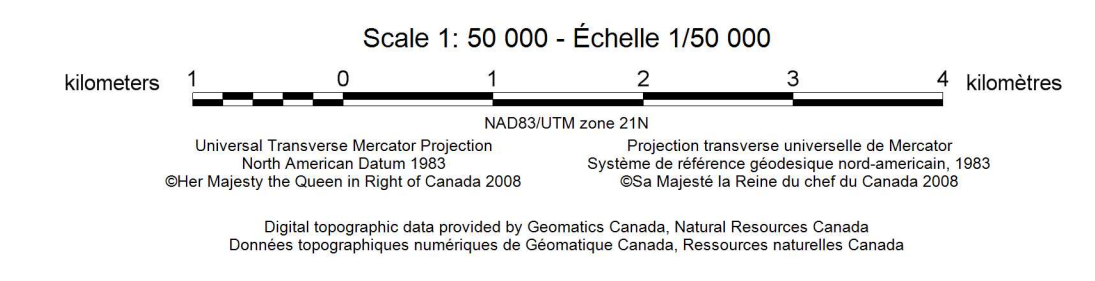 Scale 1: 50 000 - Échelle 1/50 000
kilometers 1 0 1 2 3 4 kilomètres
NAD83/UTM zone 21N
Universal Transverse Mercator Projection
North American Datum 1983
©Her Majesty the Queen in Right of Canada 2008
Projection transverse universelle de Mercator
Système de référence géodesique nord-americain, 1983
©Sa Majesté la Reine du chef du Canada 2008
Digital topographic data provided by Geomatics Canada, Natural Resources Canada
Données topographiques numériques de Géomatique Canada, Ressources naturelles Canada